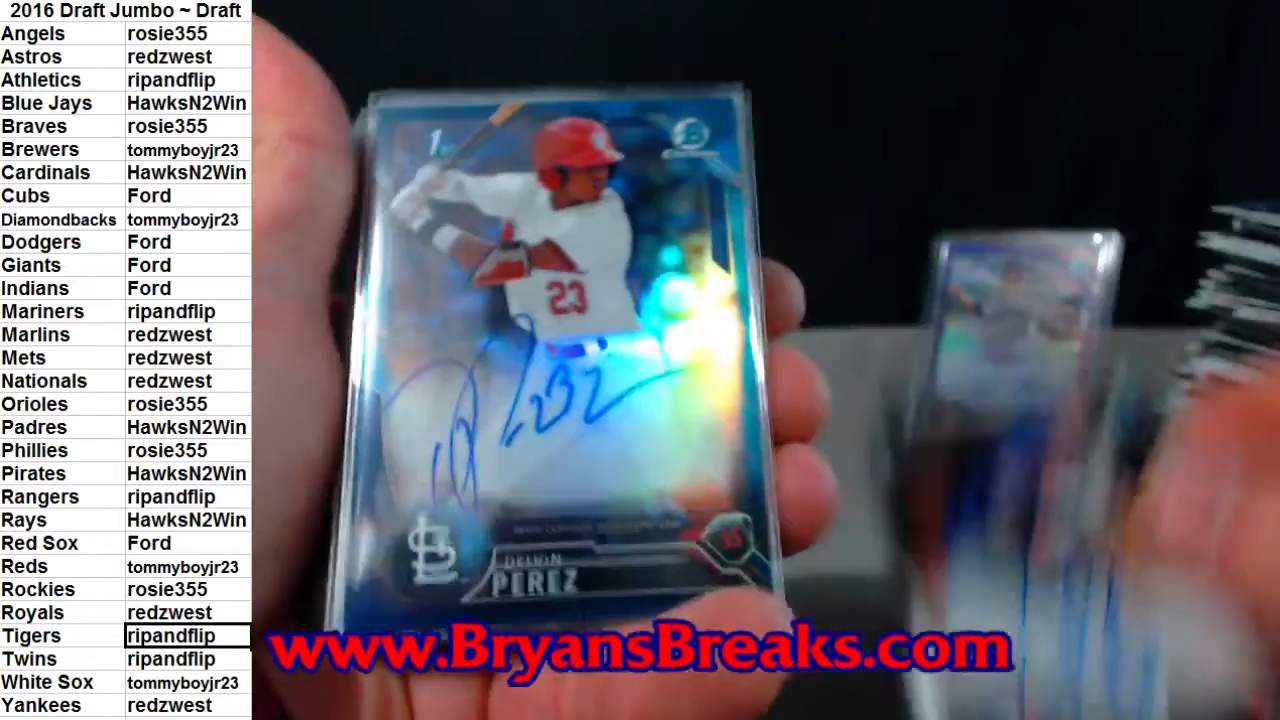 2016 Draft Jumbo ~ Draft
Angels rosie355
Astros redzwest
Athletics ripandflip
Blue Jays HawksN2Win
Braves rosie355
Brewers tommyboyjr23
Cardinals HawksN2Win
Cubs Ford
Diamondbacks tommyboyjr23
Dodgers Ford
Giants Ford
Indians Ford
Mariners ripandflip
Marlins redzwest
Mets redzwest
Nationals redzwest
Orioles rosie355
Padres HawksN2Win
Phillies rosie355
Pirates HawksN2Win
Rangers ripandflip
Rays HawksN2Win
Red Sox Ford
Reds tommyboyjr23
Rockies rosie355
Royals redzwest
Tigers ripandflip
Twins ripandflip
White Sox tommyboyjr23
Yankees redzwest
1st
B
23
SS
DELVIN
PEREZ
www.BryansBreaks.com